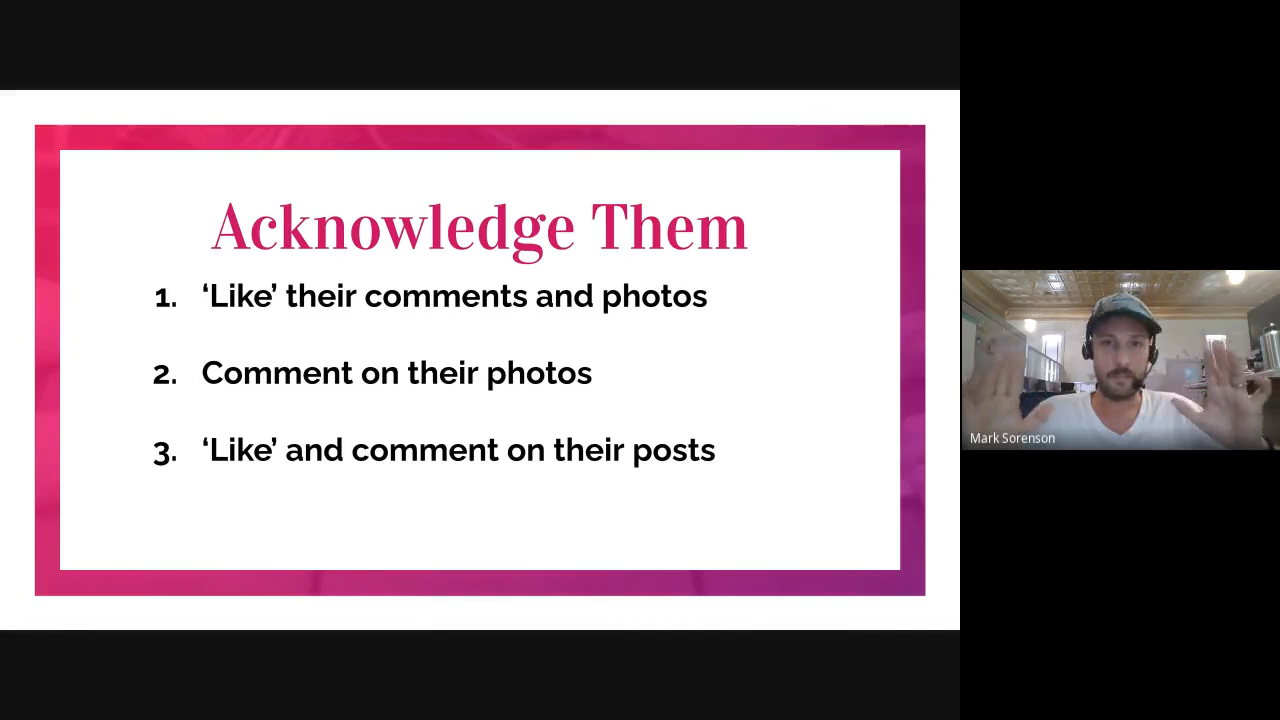 Acknowledge Them
1. ‘Like’ their comments and photos
2. Comment on their photos
3. ‘Like’ and comment on their posts
Mark Sorenson